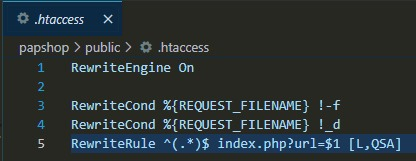 .htaccess ×
papshop > public > .htaccess
1 RewriteEngine On
2
3 RewriteCond %{REQUEST_FILENAME} !-f
4 RewriteCond %{REQUEST_FILENAME} !_d
5 RewriteRule ^(.*)$ index.php?url=$1 [L,QSA]